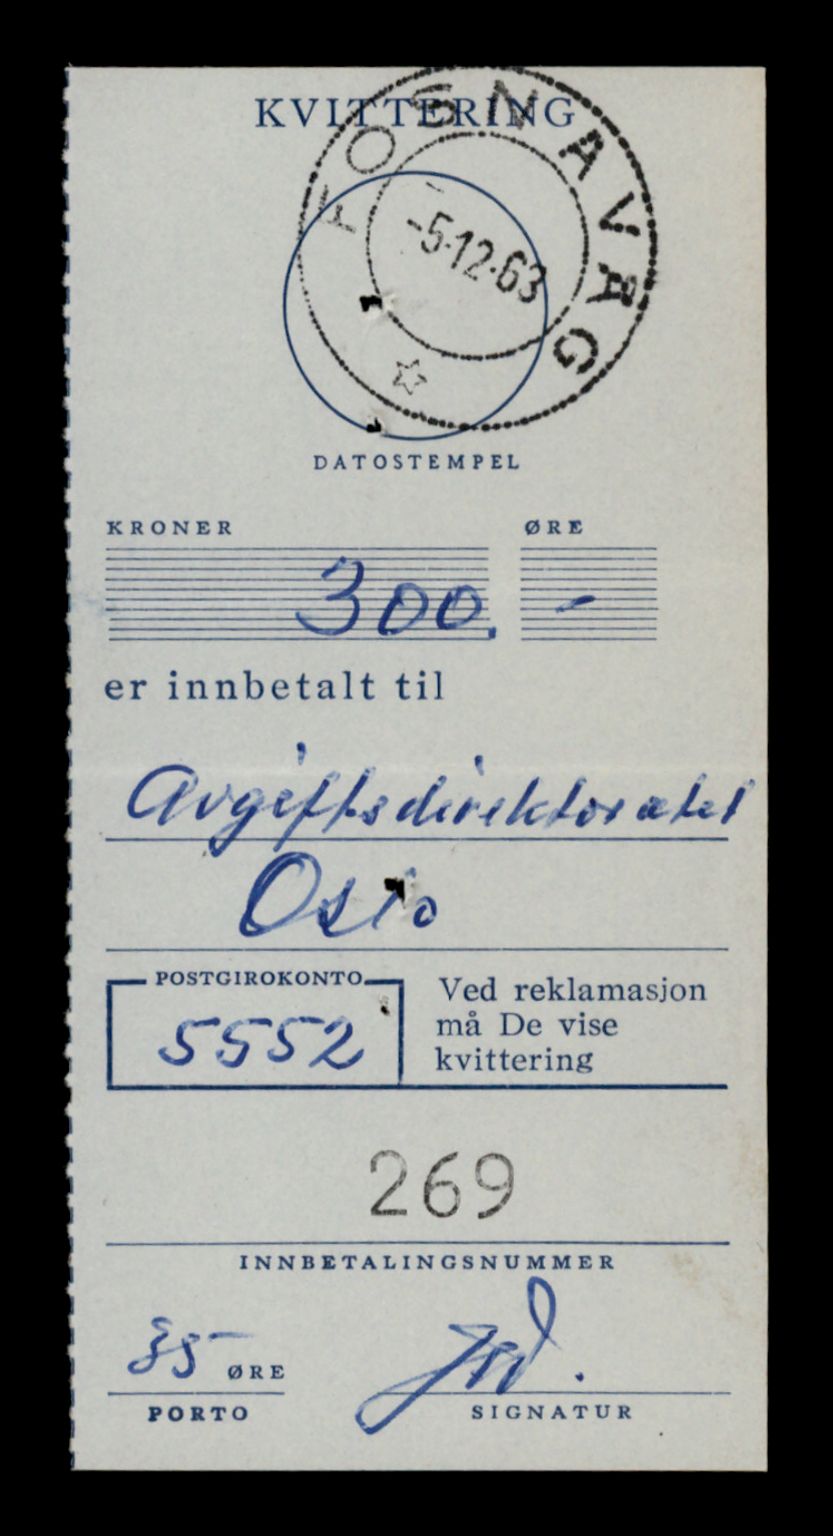 KVITTERING
FOSNAVÅG
-5.12.63
DATOSTEMPEL
KRONER ØRE
300. -
er innbetalt til
Avgiftsdirektoratet
Oslo
POSTGIROKONTO
5552
Ved reklamasjon
må De vise
kvittering
269
INNBETALINGSNUMMER
35 ØRE
PORTO SIGNATUR